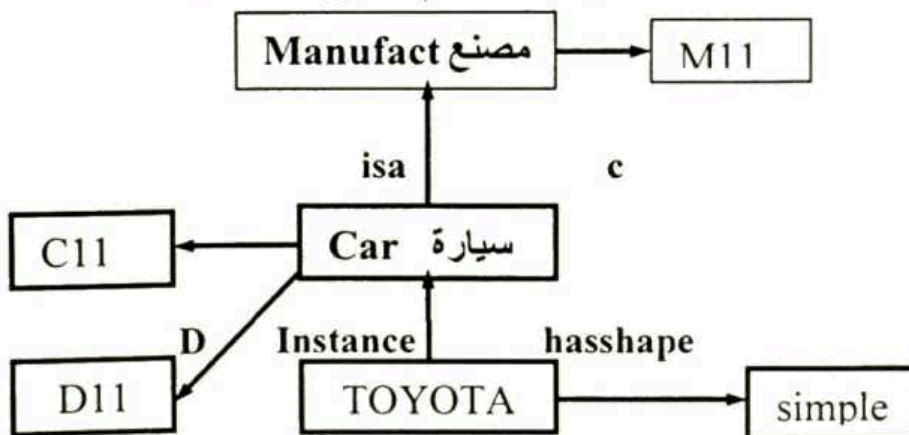 Manufact مصنع
M11
isa
c
C11
Car سيارة
D
Instance
hasshape
D11
TOYOTA
simple